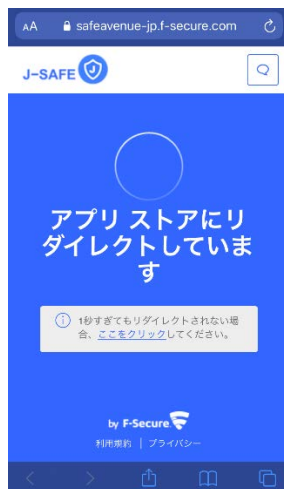 AA safeavenue-jp.f-secure.com
J-SAFE
アプリ ストアにリ
ダイレクトしていま
す
1秒すぎてもリダイレクトされない場
合、ここをクリックしてください。
by F-Secure
利用規約 | プライバシー